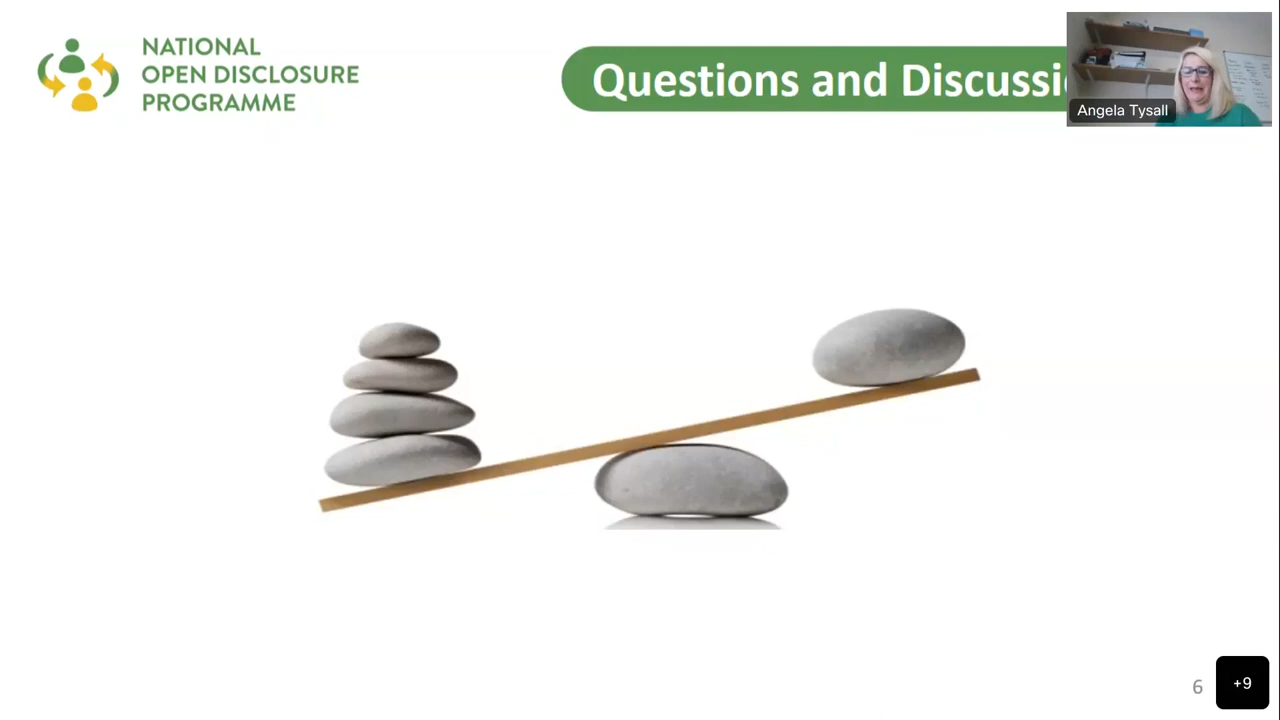 NATIONAL
OPEN DISCLOSURE
PROGRAMME
Questions and Discussi
Angela Tysall
6
+9